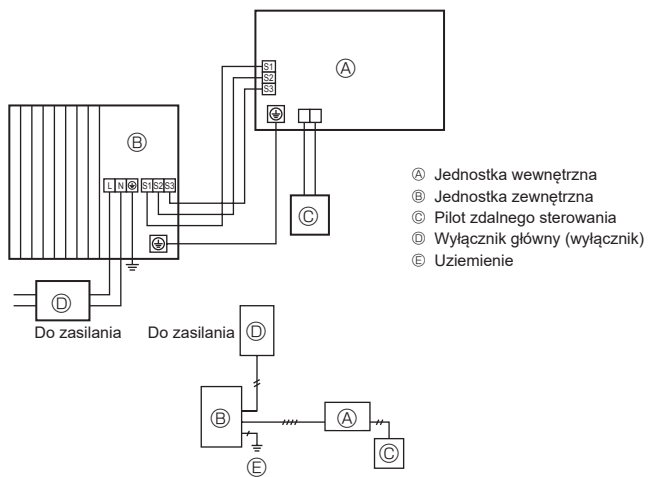 S1
S2
S3
Ⓐ
Ⓑ
L N S1 S2 S3
Ⓒ
Ⓓ
Do zasilania
Ⓐ Jednostka wewnętrzna
Ⓑ Jednostka zewnętrzna
Ⓒ Pilot zdalnego sterowania
Ⓓ Wyłącznik główny (wyłącznik)
Ⓔ Uziemienie
Do zasilania
Ⓓ
Ⓑ
Ⓐ
Ⓒ
Ⓔ